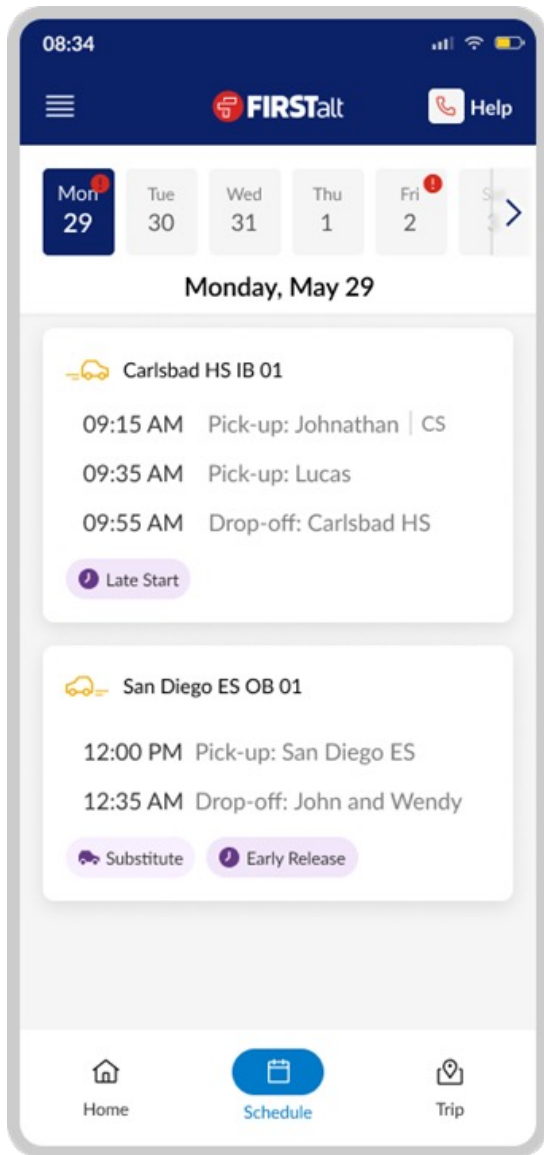 08:34
FIRSTalt
Help
Mon Tue Wed Thu Fri
29 30 31 1 2 3
Monday, May 29
Carlsbad HS IB 01
09:15 AM Pick-up: Johnathan | CS
09:35 AM Pick-up: Lucas
09:55 AM Drop-off: Carlsbad HS
Late Start
San Diego ES OB 01
12:00 PM Pick-up: San Diego ES
12:35 AM Drop-off: John and Wendy
Substitute Early Release
Home Schedule Trip